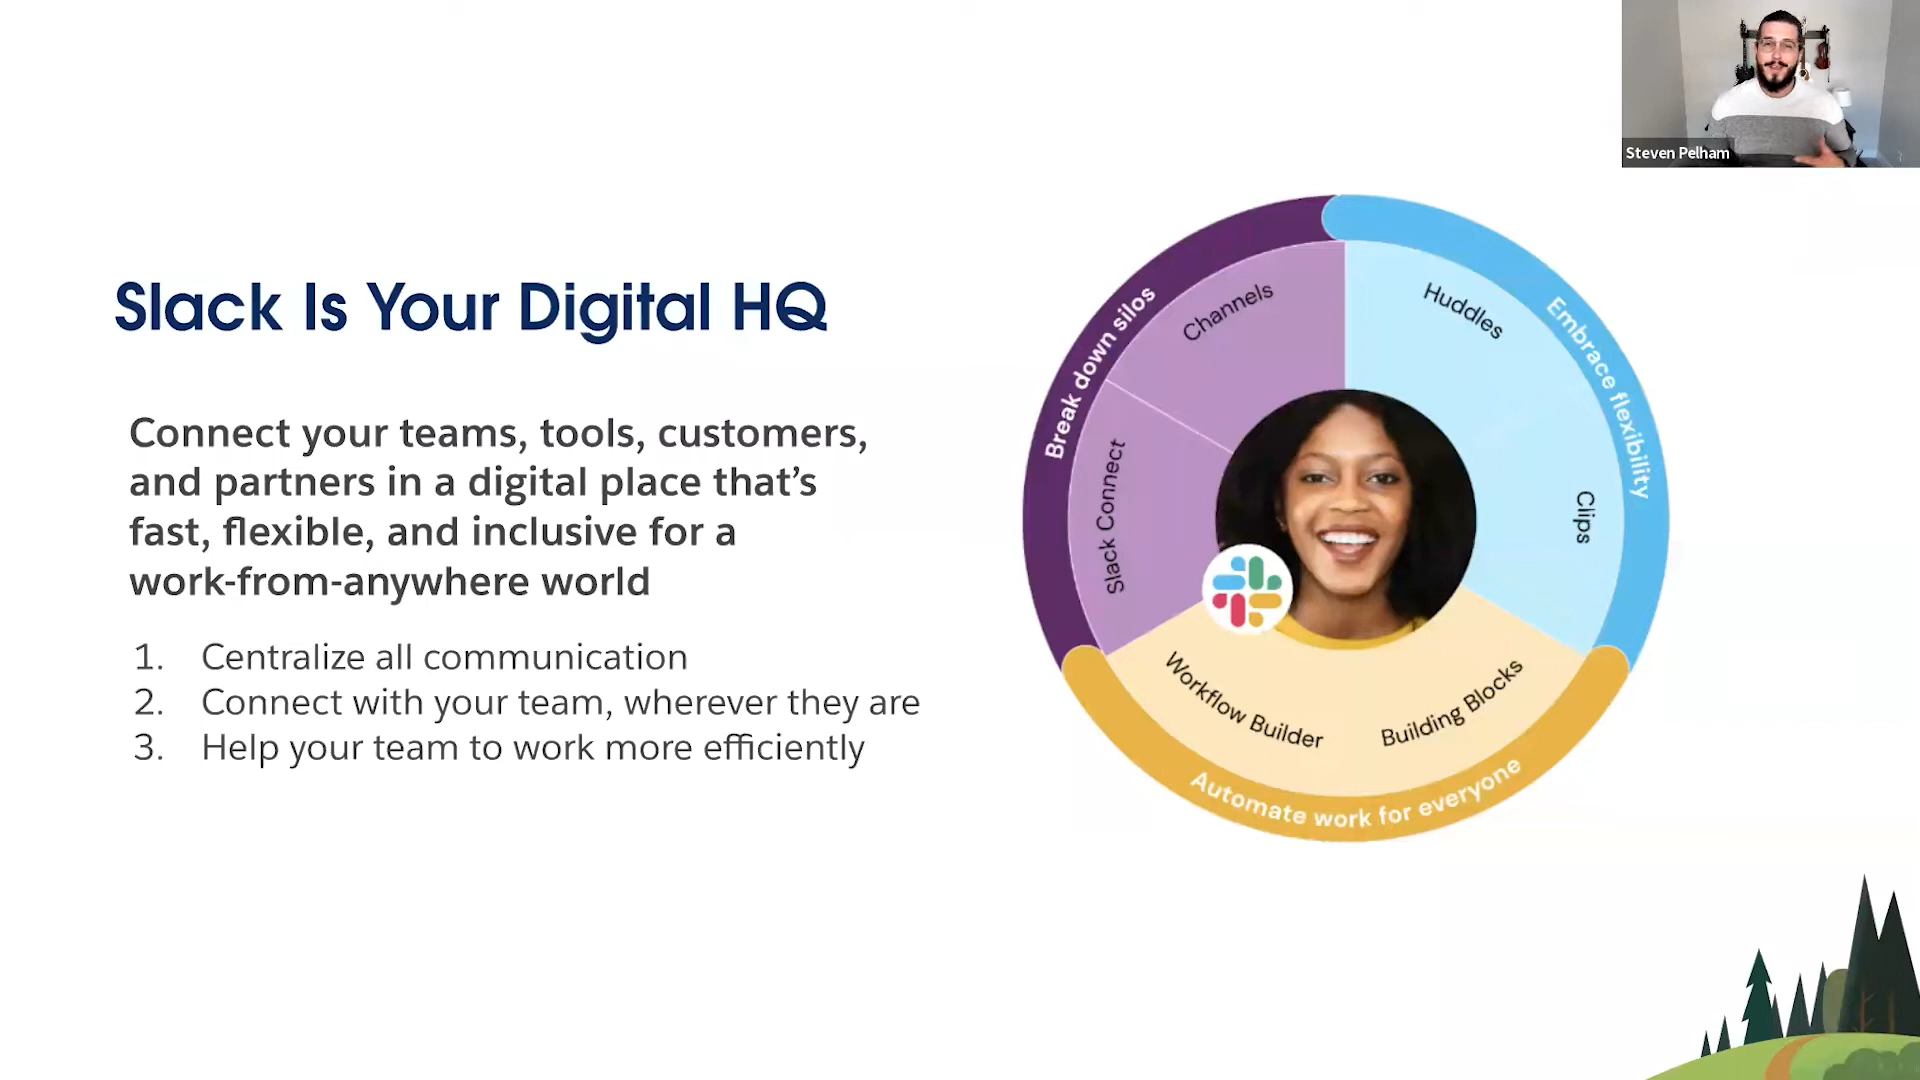 Steven Pelham
Slack Is Your Digital HQ
Connect your teams, tools, customers,
and partners in a digital place that’s
fast, flexible, and inclusive for a
work-from-anywhere world
1. Centralize all communication
2. Connect with your team, wherever they are
3. Help your team to work more efficiently
Break down silos
Channels
Slack Connect
Embrace flexibility
Huddles
Clips
Workflow Builder
Building Blocks
Automate work for everyone